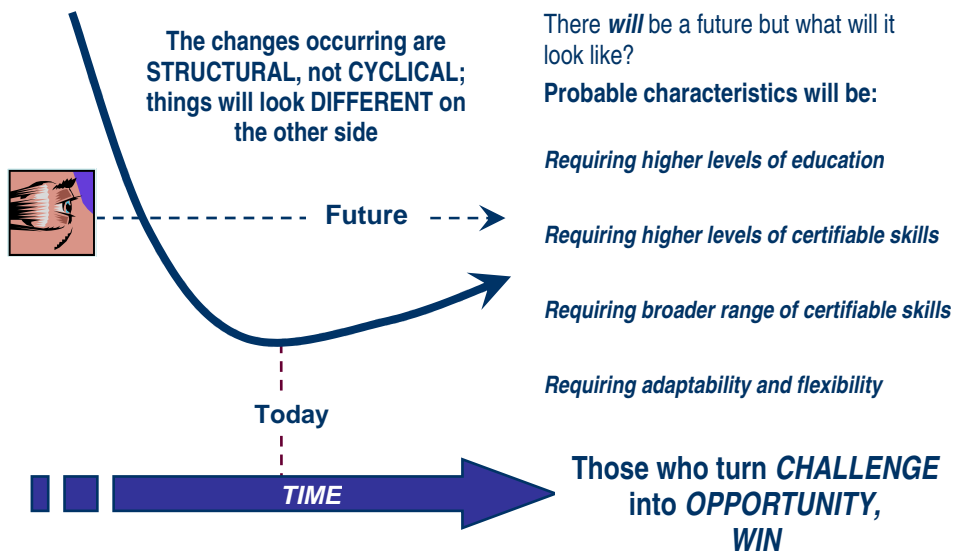 The changes occurring are
STRUCTURAL, not CYCLICAL;
things will look DIFFERENT on
the other side
Future
Today
TIME
There will be a future but what will it
look like?
Probable characteristics will be:
Requiring higher levels of education
Requiring higher levels of certifiable skills
Requiring broader range of certifiable skills
Requiring adaptability and flexibility
Those who turn CHALLENGE
into OPPORTUNITY,
WIN